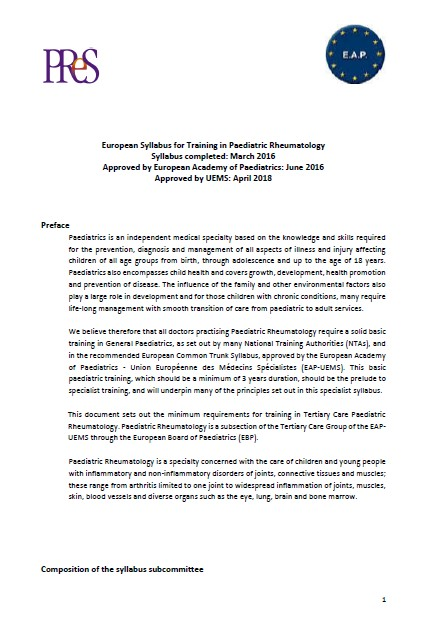 PReS
E.A.P.
European Syllabus for Training in Paediatric Rheumatology
Syllabus completed: March 2016
Approved by European Academy of Paediatrics: June 2016
Approved by UEMS: April 2018
Preface
Paediatrics is an independent medical specialty based on the knowledge and skills required
for the prevention, diagnosis and management of all aspects of illness and injury affecting
children of all age groups from birth, through adolescence and up to the age of 18 years.
Paediatrics also encompasses child health and covers growth, development, health promotion
and prevention of disease. The influence of the family and other environmental factors also
play a large role in development and for those children with chronic conditions, many require
life-long management with smooth transition of care from paediatric to adult services.
We believe therefore that all doctors practising Paediatric Rheumatology require a solid basic
training in General Paediatrics, as set out by many National Training Authorities (NTAs), and
in the recommended European Common Trunk Syllabus, approved by the European Academy
of Paediatrics - Union Européenne des Médecins Spécialistes (EAP-UEMS). This basic
paediatric training, which should be a minimum of 3 years duration, should be the prelude to
specialist training, and will underpin many of the principles set out in this specialist syllabus.
This document sets out the minimum requirements for training in Tertiary Care Paediatric
Rheumatology. Paediatric Rheumatology is a subsection of the Tertiary Care Group of the EAP-
UEMS through the European Board of Paediatrics (EBP).
Paediatric Rheumatology is a specialty concerned with the care of children and young people
with inflammatory and non-inflammatory disorders of joints, connective tissues and muscles;
these range from arthritis limited to one joint to widespread inflammation of joints, muscles,
skin, blood vessels and diverse organs such as the eye, lung, brain and bone marrow.
Composition of the syllabus subcommittee
1